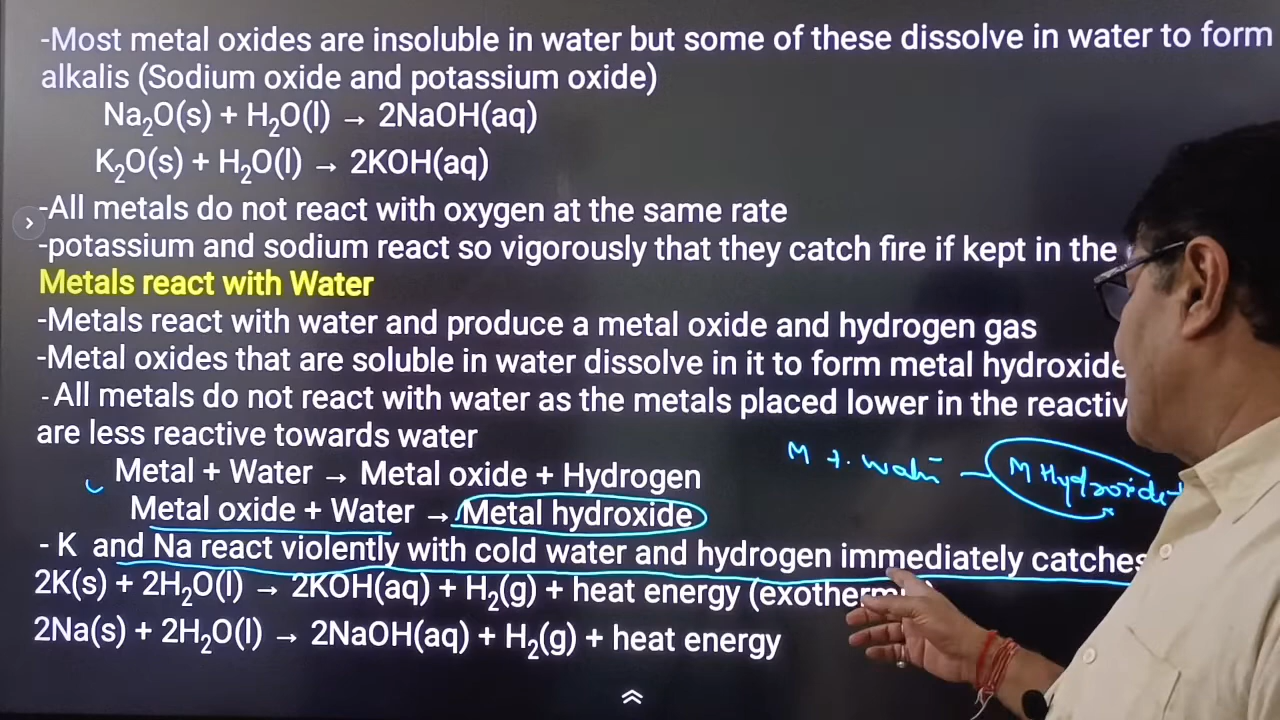 -Most metal oxides are insoluble in water but some of these dissolve in water to form
alkalis (Sodium oxide and potassium oxide)
Na₂O(s) + H₂O(l) → 2NaOH(aq)
K₂O(s) + H₂O(l) → 2KOH(aq)
-All metals do not react with oxygen at the same rate
-potassium and sodium react so vigorously that they catch fire if kept in the
Metals react with Water
-Metals react with water and produce a metal oxide and hydrogen gas
-Metal oxides that are soluble in water dissolve in it to form metal hydroxide
-All metals do not react with water as the metals placed lower in the reactiv
are less reactive towards water
Metal + Water → Metal oxide + Hydrogen
M + water → M Hydroxide +
Metal oxide + Water → Metal hydroxide
- K and Na react violently with cold water and hydrogen immediately catches
2K(s) + 2H₂O(l) → 2KOH(aq) + H₂(g) + heat energy
2Na(s) + 2H₂O(l) → 2NaOH(aq) + H₂(g) + heat energy